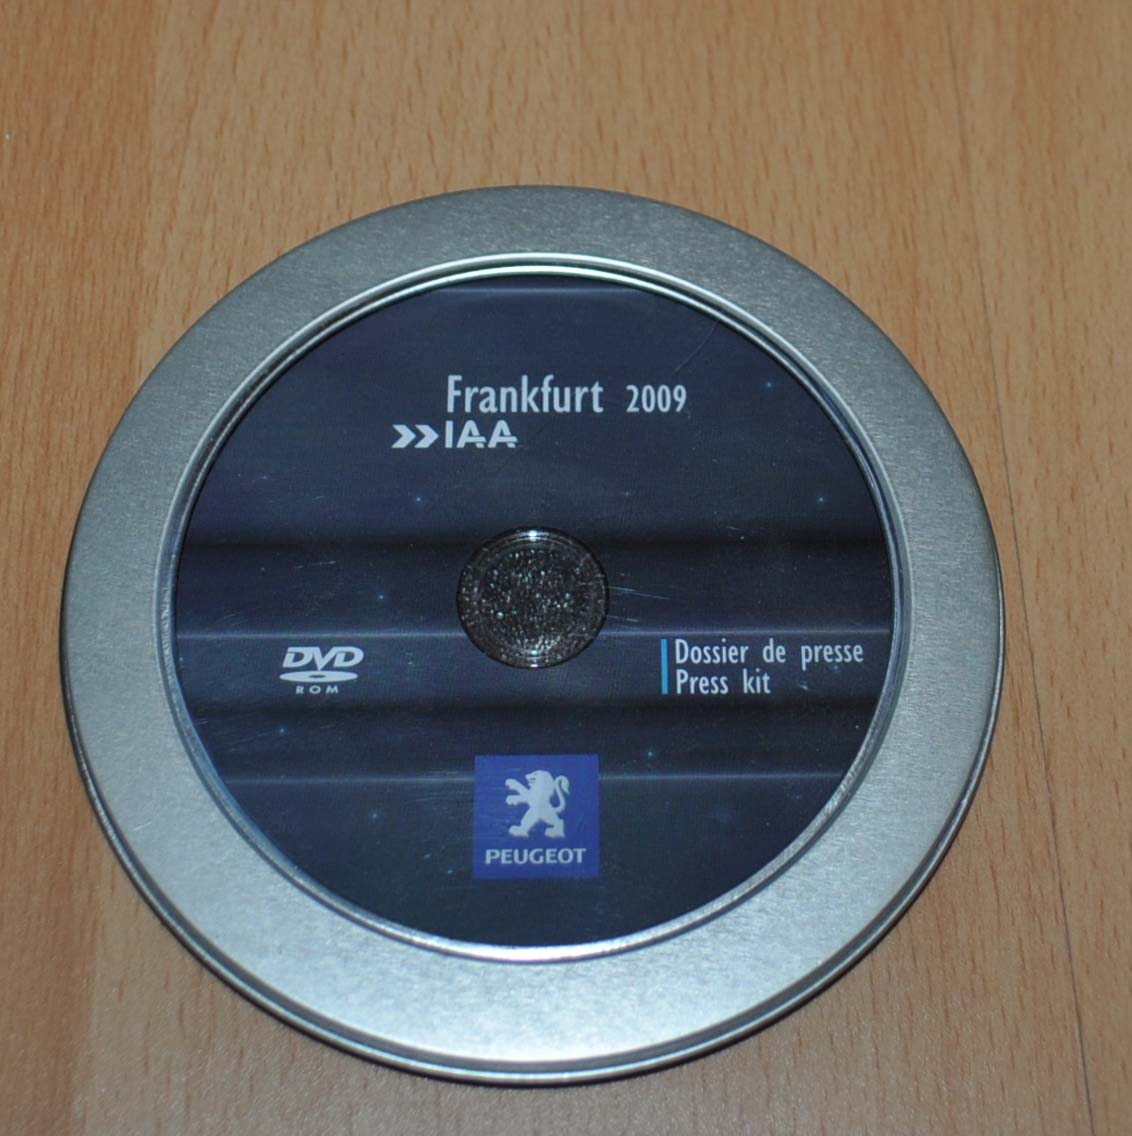 Frankfurt 2009
IAA
DVD
ROM
Dossier de presse
Press kit
PEUGEOT